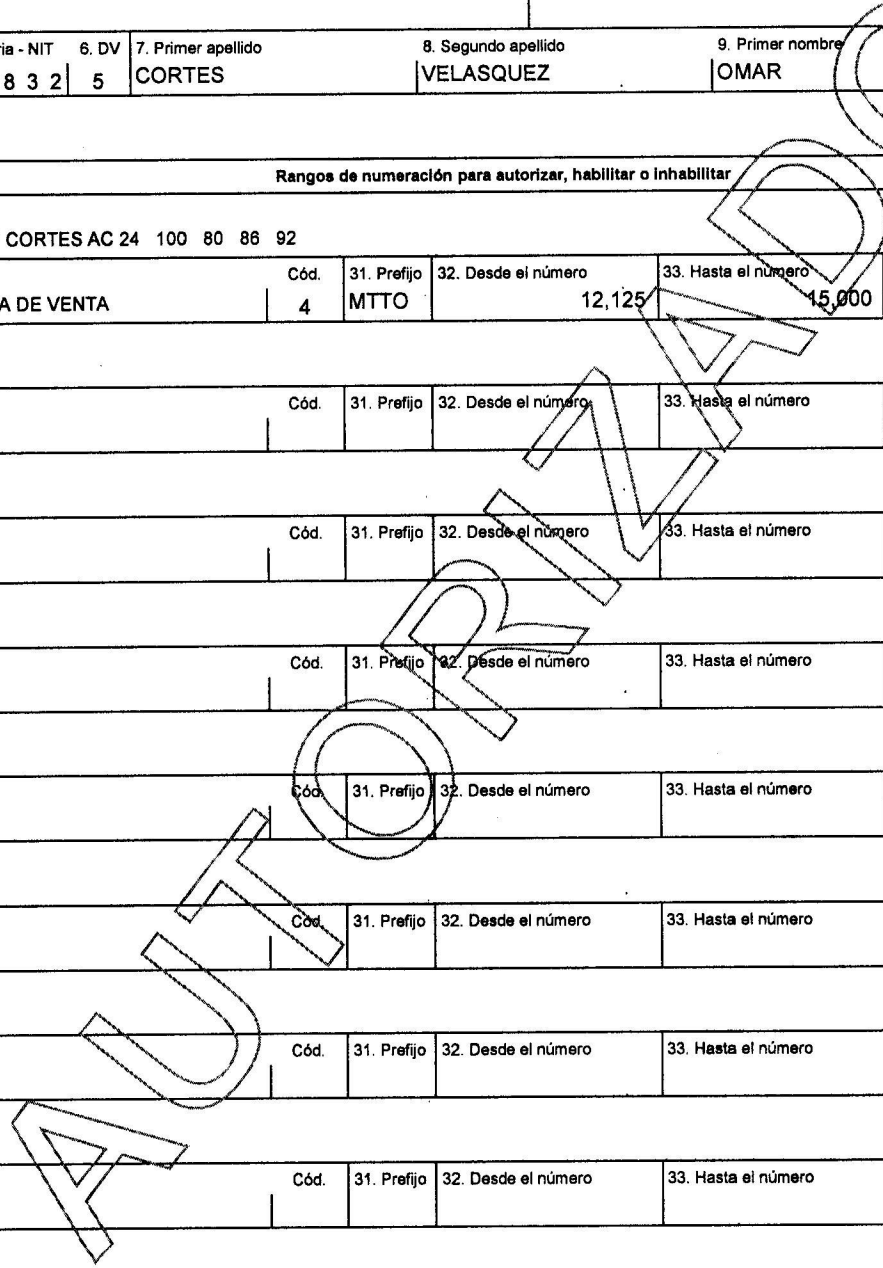 ria - NIT 6. DV 7. Primer apellido 8. Segundo apellido 9. Primer nombre
8 3 2 5 CORTES VELASQUEZ OMAR
Rangos de numeración para autorizar, habilitar o inhabilitar
CORTES AC 24 100 80 86 92
Cód. 31. Prefijo 32. Desde el número 33. Hasta el número
A DE VENTA 4 MTTO 12,125 15,000
Cód. 31. Prefijo 32. Desde el número 33. Hasta el número
Cód. 31. Prefijo 32. Desde el número 33. Hasta el número
Cód. 31. Prefijo 32. Desde el número 33. Hasta el número
Cód. 31. Prefijo 32. Desde el número 33. Hasta el número
Cód. 31. Prefijo 32. Desde el número 33. Hasta el número
Cód. 31. Prefijo 32. Desde el número 33. Hasta el número
Cód. 31. Prefijo 32. Desde el número 33. Hasta el número
AUTORIZADO